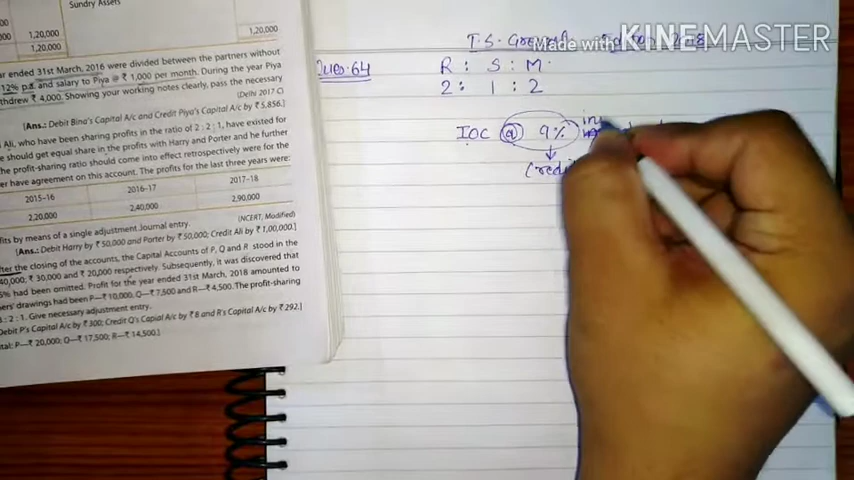 Sundry Assets
1,20,000
1,20,000
1,20,000
ended 31st March, 2016 were divided between the partners without
12% p.a. and salary to Piya @ ₹ 1,000 per month. During the year Piya
₹ 4,000. Showing your working notes clearly, pass the necessary
(Delhi 2017 C)
[Ans.: Debit Bina's Capital A/c and Credit Piya's Capital A/c by ₹ 5,856.]
Ali, who have been sharing profits in the ratio of 2 : 2 : 1, have existed for
should get equal share in the profits with Harry and Porter and he further
profit-sharing ratio should come into effect retrospectively were for the
have agreement on this account. The profits for the last three years were:
2015-16 2016-17 2017-18
2,20,000 2,40,000 2,90,000
by means of a single adjustment Journal entry.
[NCERT, Modified]
[Ans.: Debit Harry by ₹ 50,000 and Porter by ₹ 50,000; Credit Ali by ₹ 1,00,000.]
the closing of the accounts, the Capital Accounts of P, Q and R stood in the
40,000; ₹ 30,000 and ₹ 20,000 respectively. Subsequently, it was discovered that
5% had been omitted. Profit for the year ended 31st March, 2018 amounted to
drawings had been P—₹ 10,000, Q—₹ 7,500 and R—₹ 4,500. The profit-sharing
: 2 : 1. Give necessary adjustment entry.
Debit P's Capital A/c by ₹ 300; Credit Q's Capital A/c by ₹ 8 and R's Capital A/c by ₹ 292.]
P—₹ 20,000; Q—₹ 17,500; R—₹ 14,500.]
T.S. Grewal 2018
Made with KINEMASTER
Ques. 64
R : S : M
2 : 1 : 2
IOC @ 9%
Credit